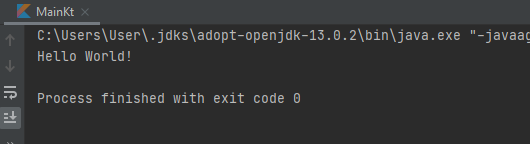 MainKt
C:\Users\User\.jdks\adopt-openjdk-13.0.2\bin\java.exe "-javaag
Hello World!
Process finished with exit code 0